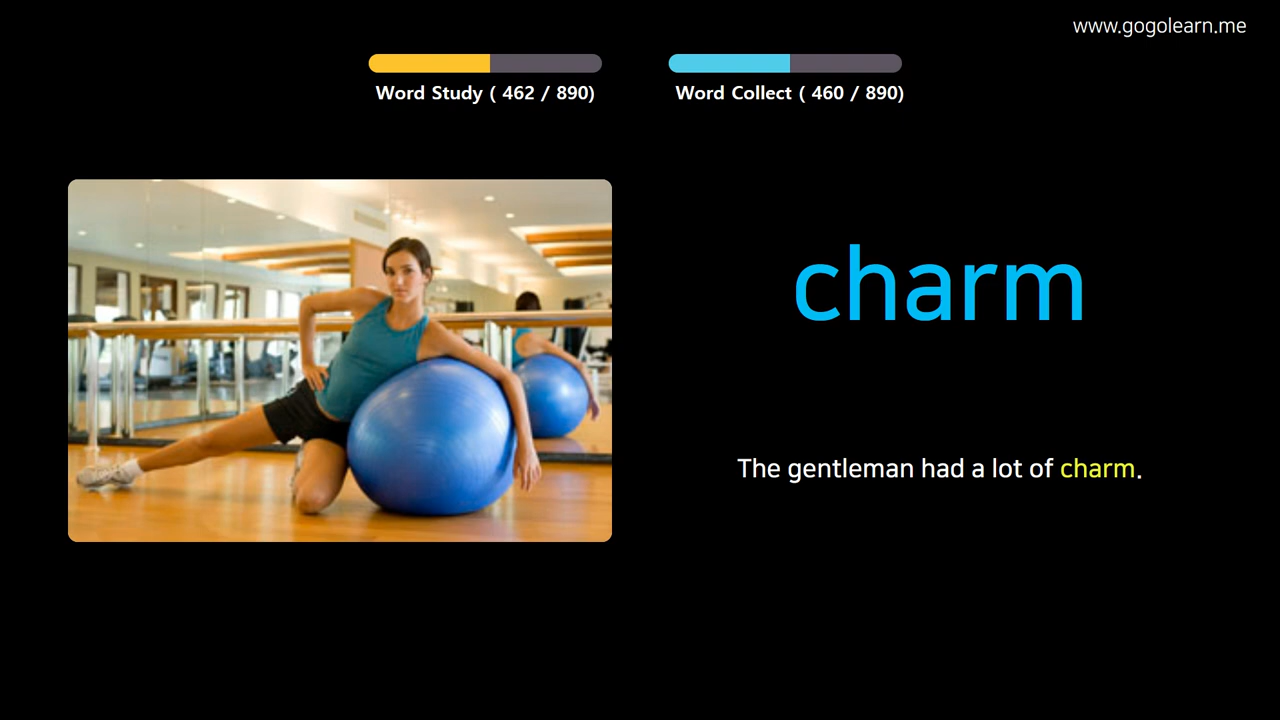 www.gogolearn.me
Word Study ( 462 / 890)
Word Collect ( 460 / 890)
charm
The gentleman had a lot of charm.